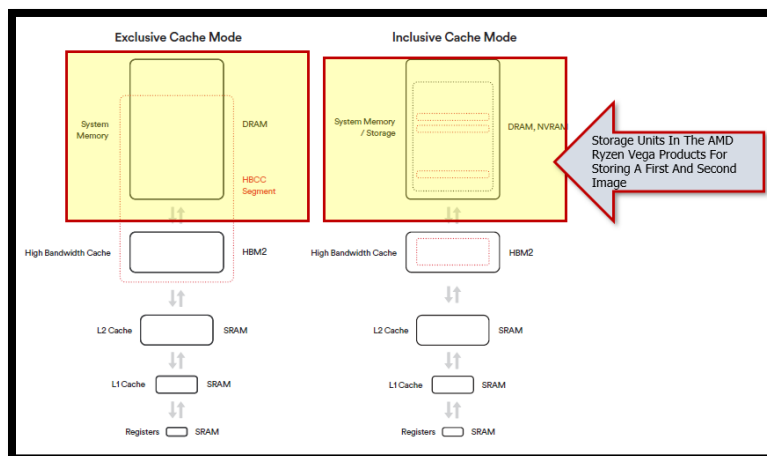 Exclusive Cache Mode
Inclusive Cache Mode
System
Memory
DRAM
HBCC
Segment
System Memory
/ Storage
DRAM, NVRAM
Storage Units In The AMD
Ryzen Vega Products For
Storing A First And Second
Image
High Bandwidth Cache
HBM2
High Bandwidth Cache
HBM2
L2 Cache
SRAM
L2 Cache
SRAM
L1 Cache
SRAM
L1 Cache
SRAM
Registers
SRAM
Registers
SRAM